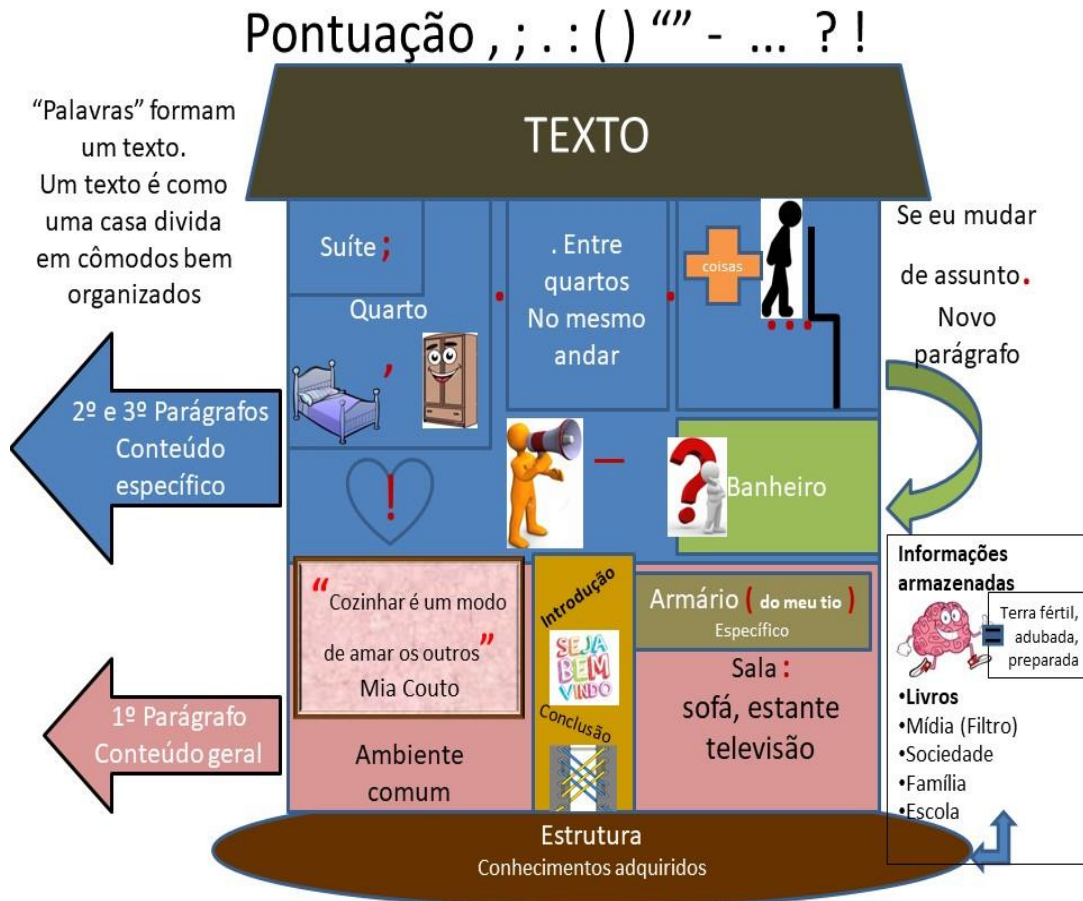 Pontuação , ; . : ( ) “” - ... ? !
“Palavras” formam
um texto.
Um texto é como
uma casa divida
em cômodos bem
organizados
TEXTO
Suíte ;
Quarto
,
.
. Entre
quartos
No mesmo
andar
.
coisas
...
Se eu mudar
de assunto.
Novo
parágrafo
2º e 3º Parágrafos
Conteúdo
específico
!
–
?
Banheiro
“
Cozinhar é um modo
de amar os outros”
Mia Couto
Ambiente
comum
1º Parágrafo
Conteúdo geral
Introdução
SEJA
BEM
VINDO
Conclusão
Armário ( do meu tio )
Específico
Sala :
sofá, estante
televisão
Informações
armazenadas
=
Terra fértil,
adubada,
preparada
•Livros
•Mídia (Filtro)
•Sociedade
•Família
•Escola
Estrutura
Conhecimentos adquiridos